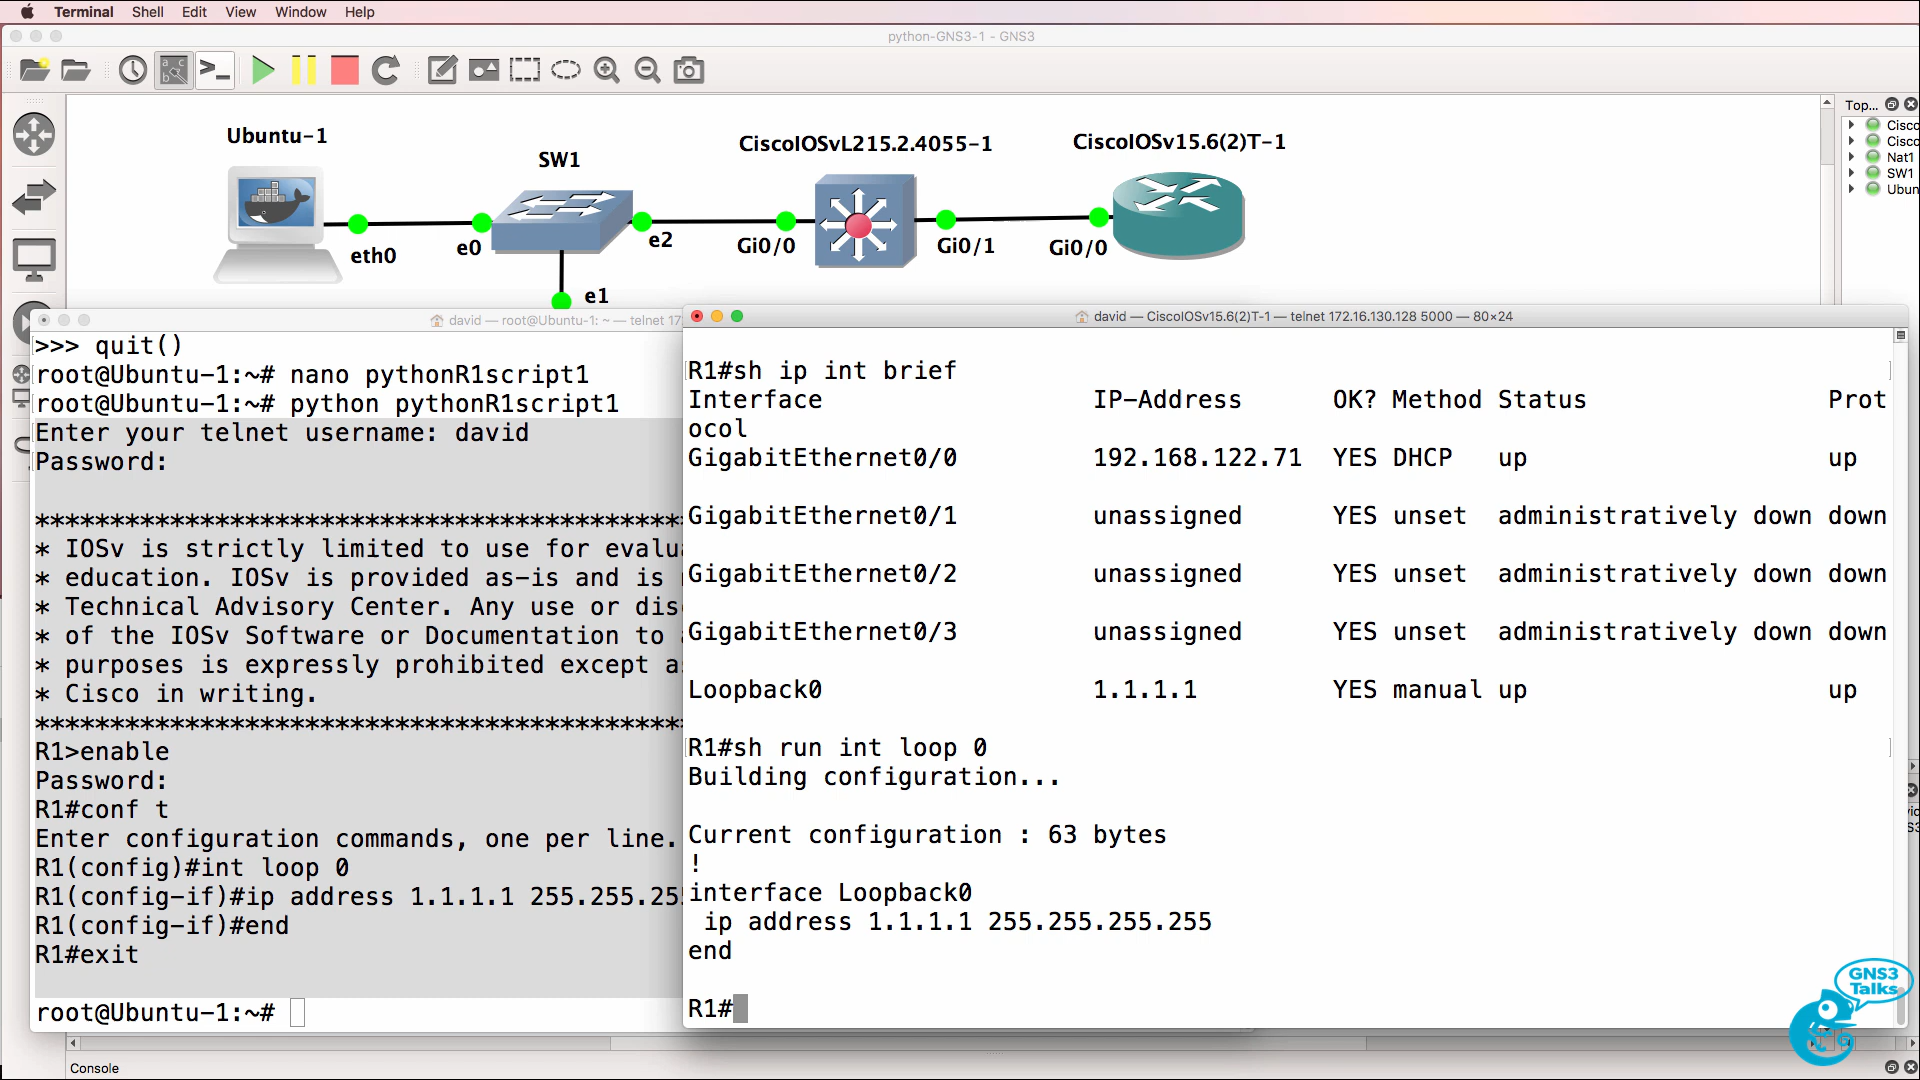 Terminal Shell Edit View Window Help
python-GNS3-1 - GNS3
Top...
Cisco
Cisco
Nat1
SW1
Ubun
Ubuntu-1
SW1
CiscoIOSvL215.2.4055-1
CiscoIOSv15.6(2)T-1
eth0
e0
e2
Gi0/0
Gi0/1
Gi0/0
e1
david — root@Ubuntu-1: ~ — telnet 17
>>> quit()
root@Ubuntu-1:~# nano pythonR1script1
root@Ubuntu-1:~# python pythonR1script1
Enter your telnet username: david
Password:
********************************************
* IOSv is strictly limited to use for evalu
* education. IOSv is provided as-is and is
* Technical Advisory Center. Any use or dis
* of the IOSv Software or Documentation to
* purposes is expressly prohibited except as
* Cisco in writing.
********************************************
R1>enable
Password:
R1#conf t
Enter configuration commands, one per line.
R1(config)#int loop 0
R1(config-if)#ip address 1.1.1.1 255.255.25
R1(config-if)#end
R1#exit
root@Ubuntu-1:~#
david — CiscoIOSv15.6(2)T-1 — telnet 172.16.130.128 5000 — 80×24
R1#sh ip int brief
Interface IP-Address OK? Method Status Prot
ocol
GigabitEthernet0/0 192.168.122.71 YES DHCP up up
GigabitEthernet0/1 unassigned YES unset administratively down down
GigabitEthernet0/2 unassigned YES unset administratively down down
GigabitEthernet0/3 unassigned YES unset administratively down down
Loopback0 1.1.1.1 YES manual up up
R1#sh run int loop 0
Building configuration...
Current configuration : 63 bytes
!
interface Loopback0
ip address 1.1.1.1 255.255.255.255
end
R1#
GNS3
Talks
Console